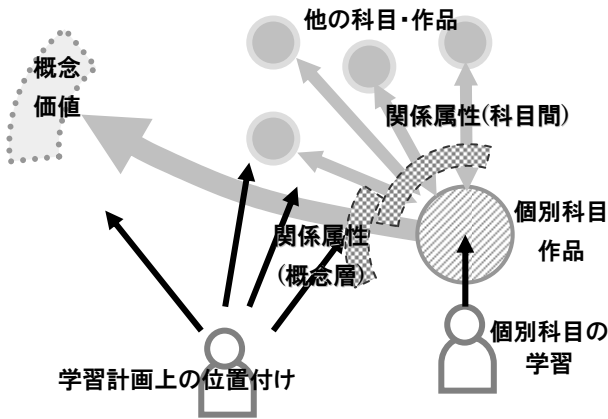 他の科目・作品
概念
価値
関係属性(科目間)
個別科目
作品
関係属性
(概念層)
個別科目の
学習
学習計画上の位置付け